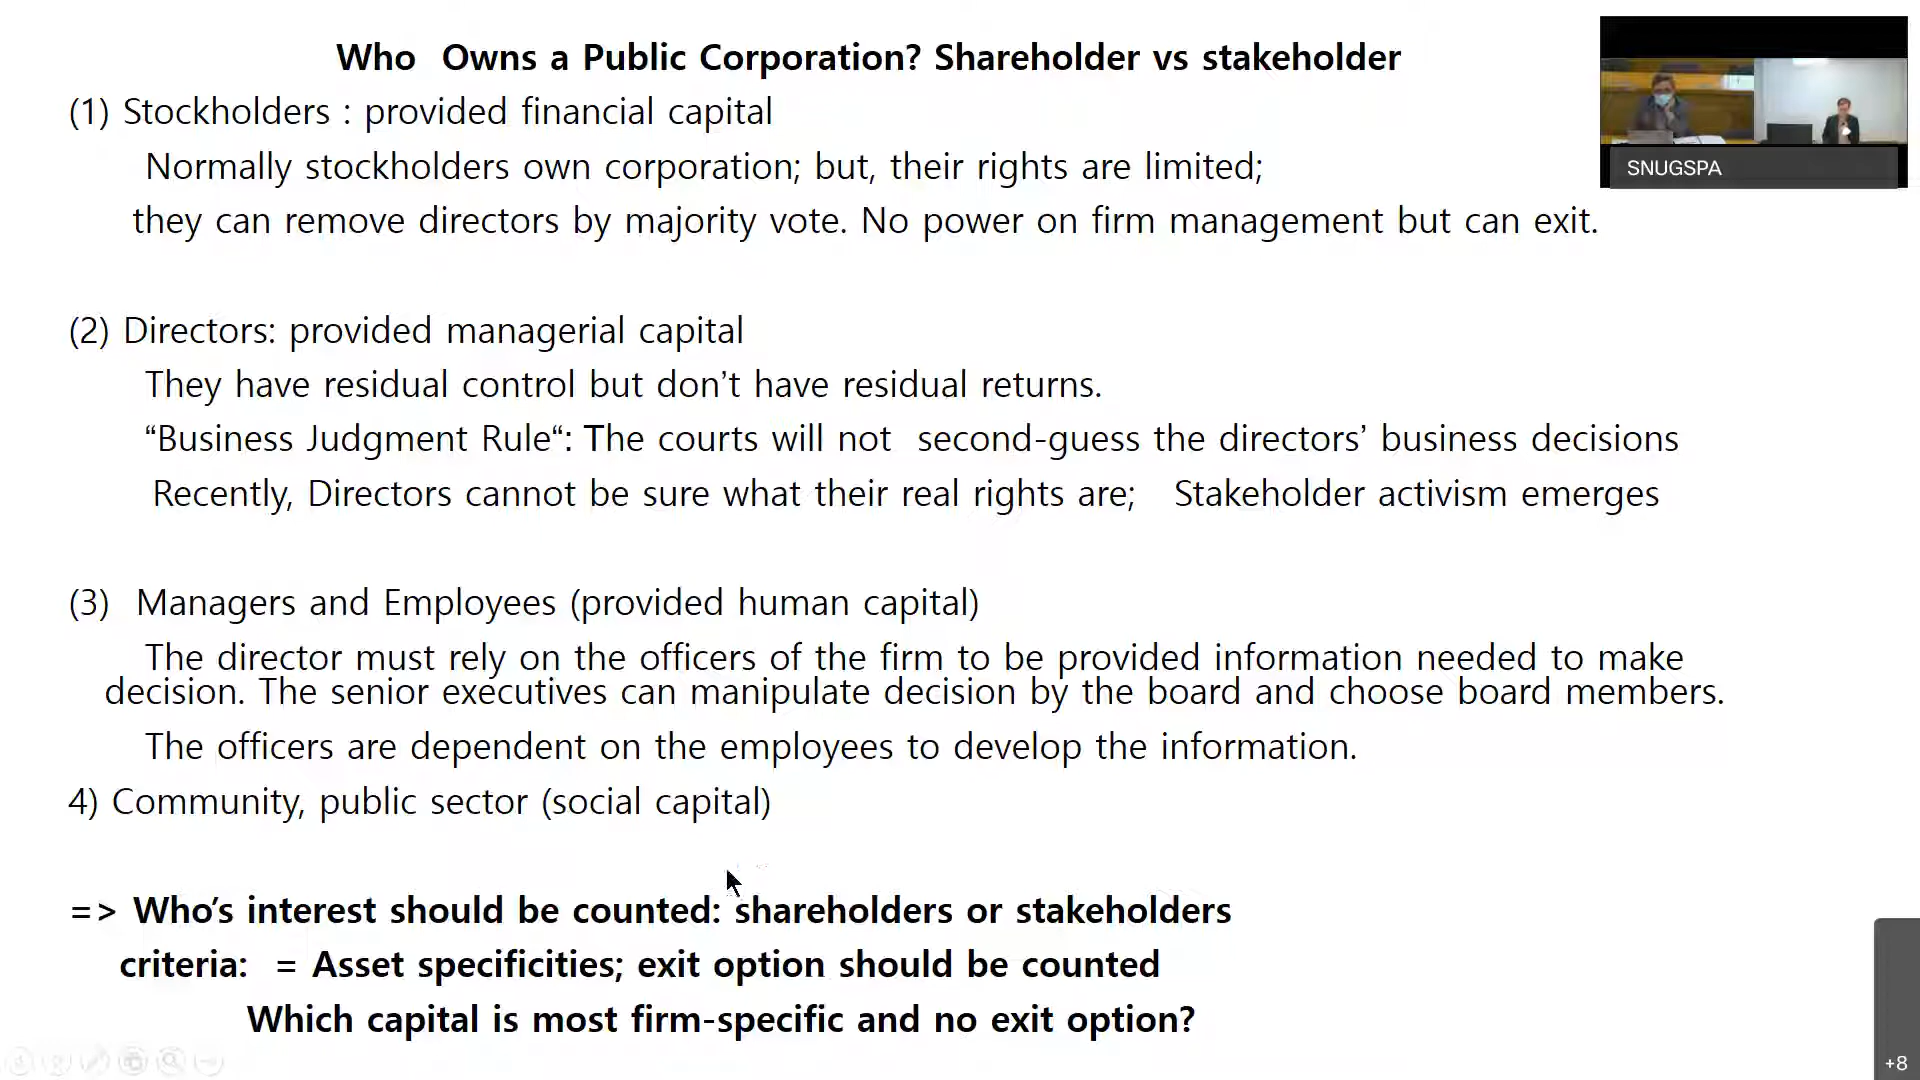 Who Owns a Public Corporation? Shareholder vs stakeholder
(1) Stockholders : provided financial capital
Normally stockholders own corporation; but, their rights are limited;
they can remove directors by majority vote. No power on firm management but can exit.
(2) Directors: provided managerial capital
They have residual control but don’t have residual returns.
“Business Judgment Rule“: The courts will not second-guess the directors’ business decisions
Recently, Directors cannot be sure what their real rights are; Stakeholder activism emerges
(3) Managers and Employees (provided human capital)
The director must rely on the officers of the firm to be provided information needed to make
decision. The senior executives can manipulate decision by the board and choose board members.
The officers are dependent on the employees to develop the information.
4) Community, public sector (social capital)
=> Who’s interest should be counted: shareholders or stakeholders
criteria: = Asset specificities; exit option should be counted
Which capital is most firm-specific and no exit option?
SNUGSPA
+8